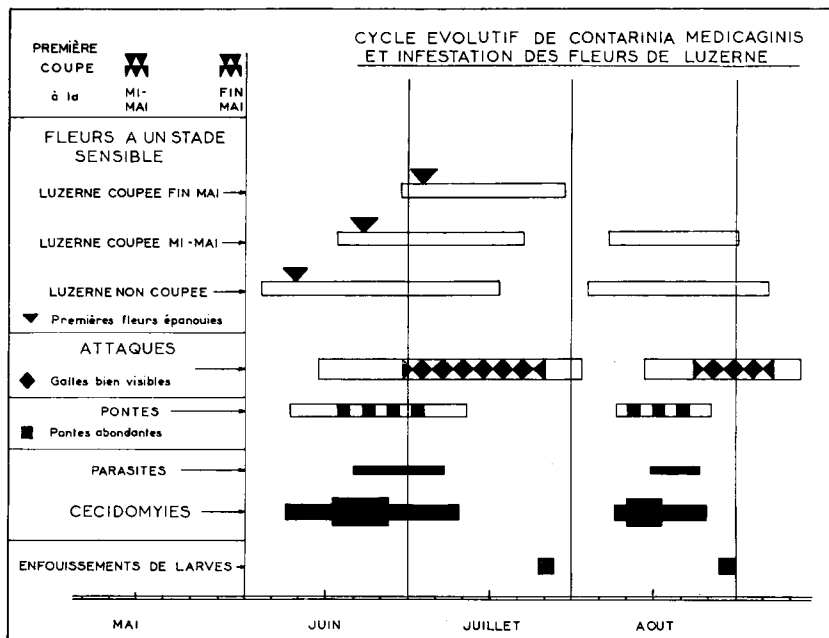 CYCLE EVOLUTIF DE CONTARINIA MEDICAGINIS
ET INFESTATION DES FLEURS DE LUZERNE
PREMIÈRE
COUPE
à la
MI-
MAI
FIN
MAI
FLEURS A UN STADE
SENSIBLE
LUZERNE COUPEE FIN MAI
LUZERNE COUPEE MI-MAI
LUZERNE NON COUPEE
Premières fleurs épanouies
ATTAQUES
Galles bien visibles
PONTES
Pontes abondantes
PARASITES
CECIDOMYIES
ENFOUISSEMENTS DE LARVES
MAI JUIN JUILLET AOUT